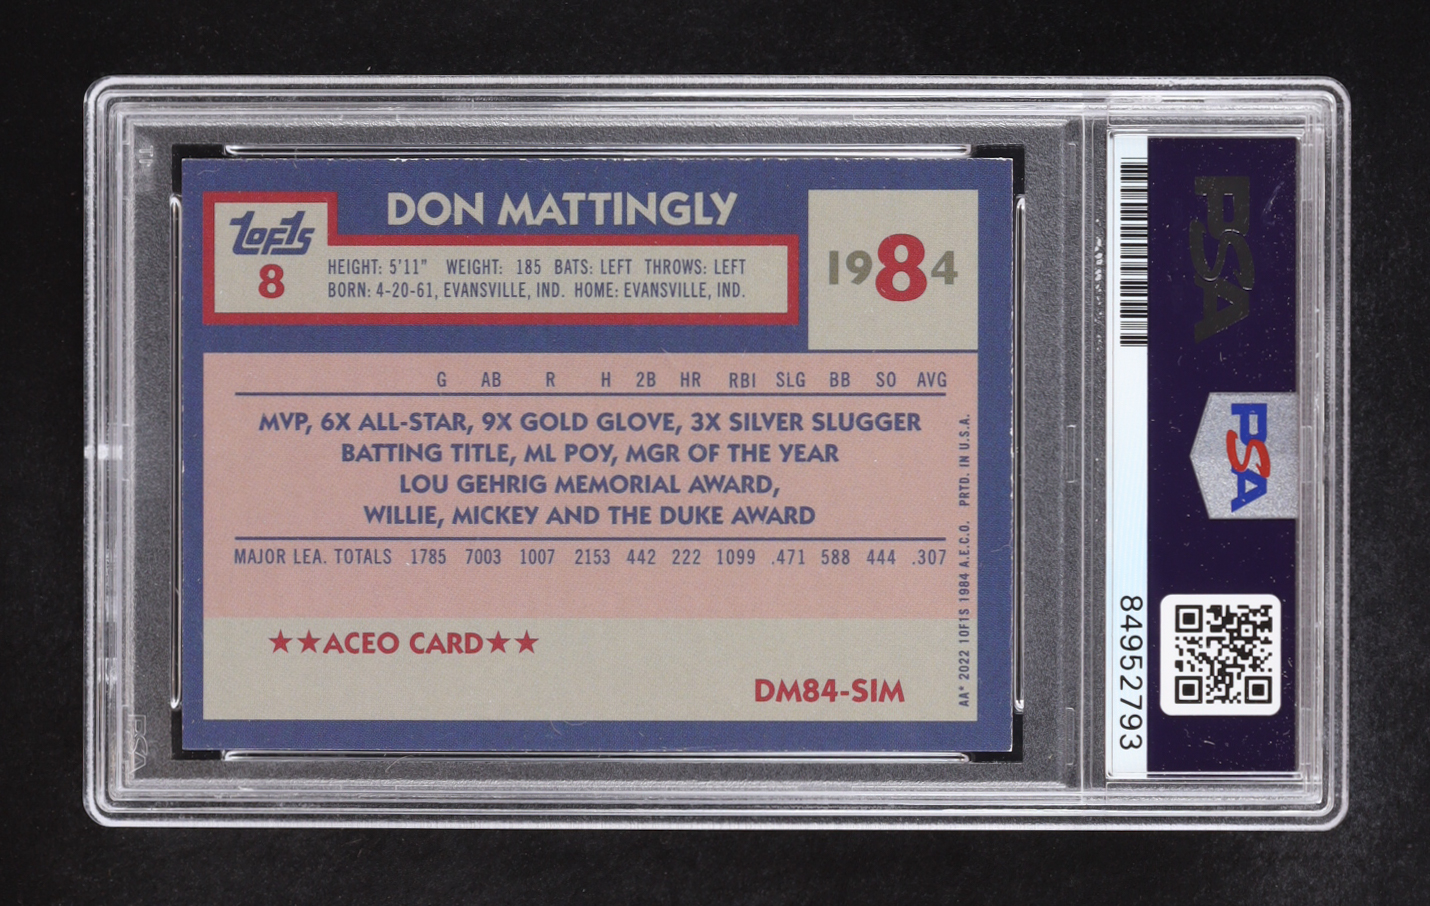 1of1s
8
DON MATTINGLY
HEIGHT: 5'11" WEIGHT: 185 BATS: LEFT THROWS: LEFT
BORN: 4-20-61, EVANSVILLE, IND. HOME: EVANSVILLE, IND.
1984
G AB R H 2B HR RBI SLG BB SO AVG
MVP, 6X ALL-STAR, 9X GOLD GLOVE, 3X SILVER SLUGGER
BATTING TITLE, ML POY, MGR OF THE YEAR
LOU GEHRIG MEMORIAL AWARD,
WILLIE, MICKEY AND THE DUKE AWARD
MAJOR LEA. TOTALS 1785 7003 1007 2153 442 222 1099 .471 588 444 .307
★★ACEO CARD★★
DM84-SIM
AA* 2022 1OF1S 1984 A.E.C.O. PRTD. IN U.S.A.
PSA
PSA
84952793
PSA